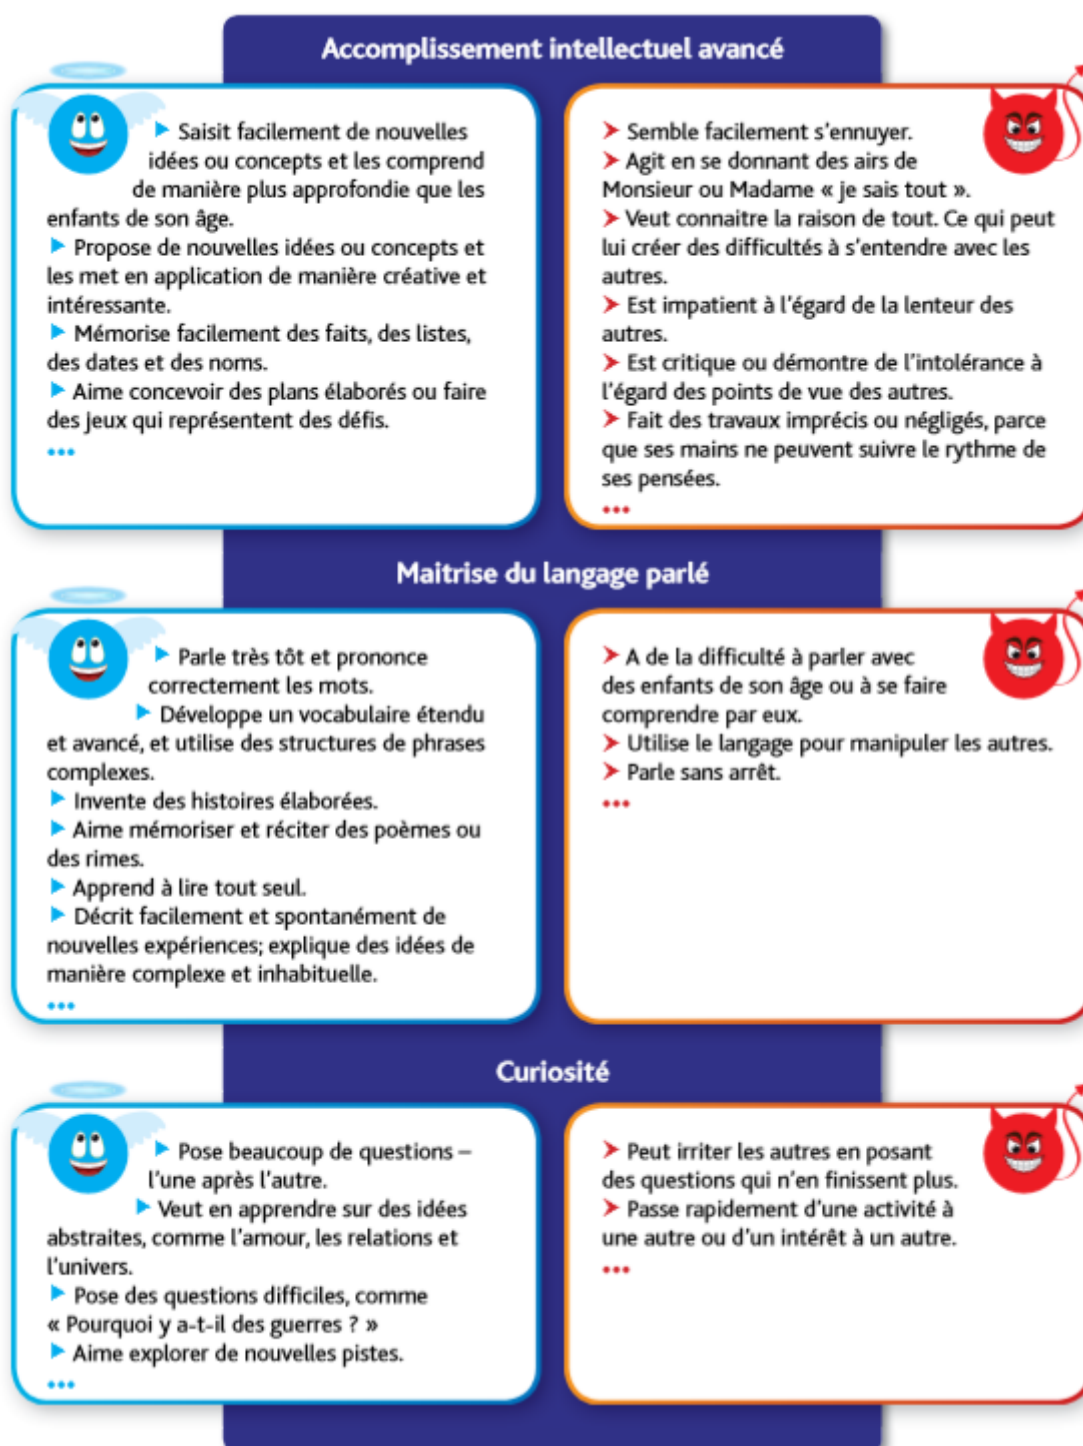 Accomplissement intellectuel avancé
Saisit facilement de nouvelles
idées ou concepts et les comprend
de manière plus approfondie que les
enfants de son âge.
Propose de nouvelles idées ou concepts et
les met en application de manière créative et
intéressante.
Mémorise facilement des faits, des listes,
des dates et des noms.
Aime concevoir des plans élaborés ou faire
des jeux qui représentent des défis.
...
Semble facilement s'ennuyer.
Agit en se donnant des airs de
Monsieur ou Madame « je sais tout ».
Veut connaitre la raison de tout. Ce qui peut
lui créer des difficultés à s'entendre avec les
autres.
Est impatient à l'égard de la lenteur des
autres.
Est critique ou démontre de l'intolérance à
l'égard des points de vue des autres.
Fait des travaux imprécis ou négligés, parce
que ses mains ne peuvent suivre le rythme de
ses pensées.
...
Maitrise du langage parlé
Parle très tôt et prononce
correctement les mots.
Développe un vocabulaire étendu
et avancé, et utilise des structures de phrases
complexes.
Invente des histoires élaborées.
Aime mémoriser et réciter des poèmes ou
des rimes.
Apprend à lire tout seul.
Décrit facilement et spontanément de
nouvelles expériences; explique des idées de
manière complexe et inhabituelle.
...
A de la difficulté à parler avec
des enfants de son âge ou à se faire
comprendre par eux.
Utilise le langage pour manipuler les autres.
Parle sans arrêt.
...
Curiosité
Pose beaucoup de questions –
l'une après l'autre.
Veut en apprendre sur des idées
abstraites, comme l'amour, les relations et
l'univers.
Pose des questions difficiles, comme
« Pourquoi y a-t-il des guerres ? »
Aime explorer de nouvelles pistes.
...
Peut irriter les autres en posant
des questions qui n'en finissent plus.
Passe rapidement d'une activité à
une autre ou d'un intérêt à un autre.
...